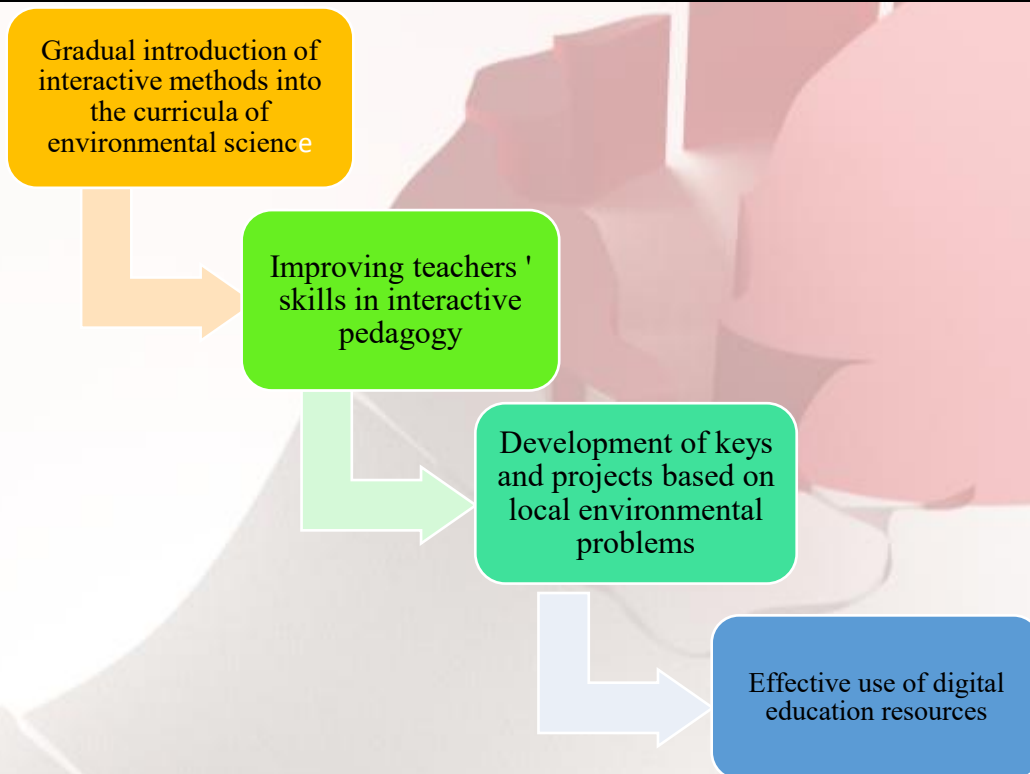 Gradual introduction of
interactive methods into
the curricula of
environmental science
Improving teachers '
skills in interactive
pedagogy
Development of keys
and projects based on
local environmental
problems
Effective use of digital
education resources